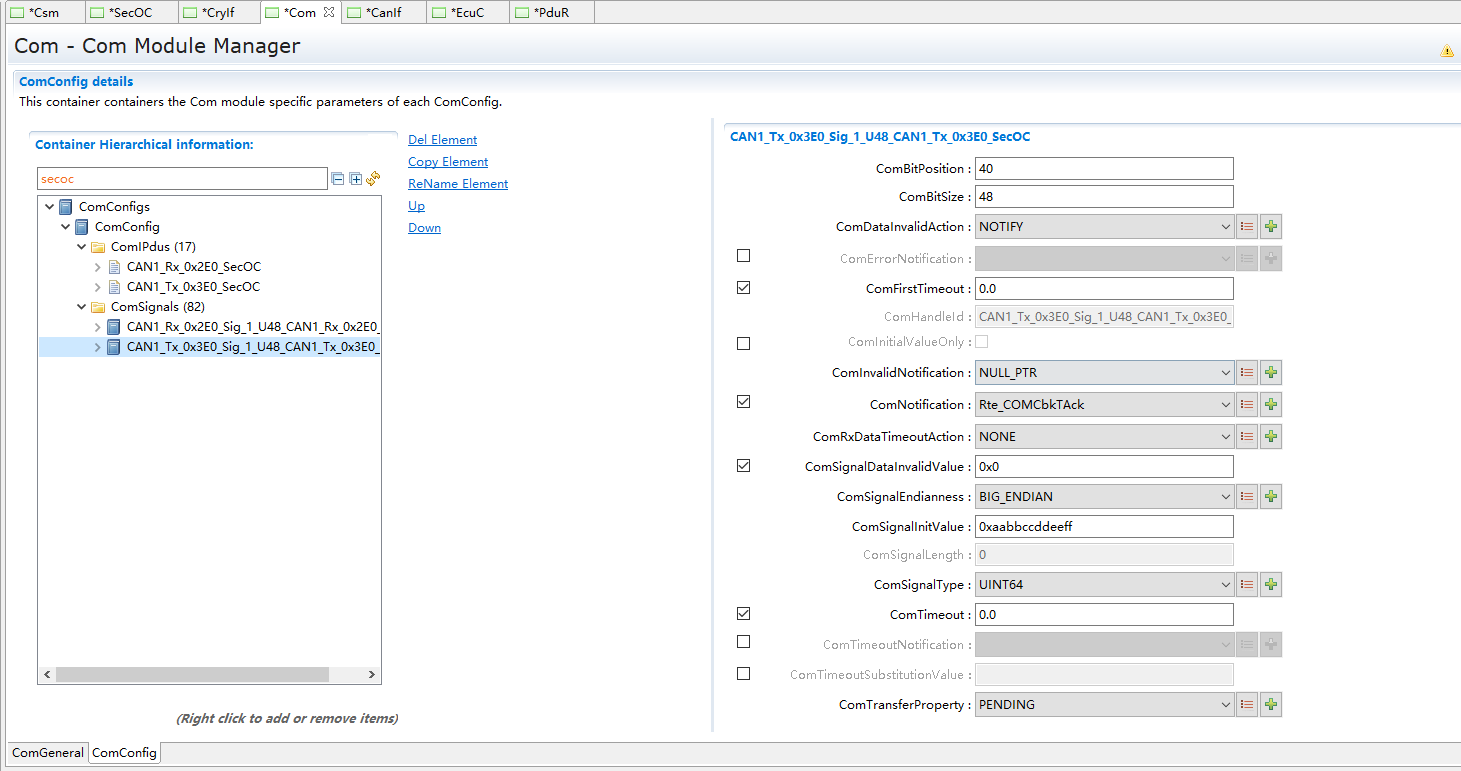 *Csm *SecOC *CryIf *Com *CanIf *EcuC *PduR
Com - Com Module Manager
ComConfig details
This container containers the Com module specific parameters of each ComConfig.
Container Hierarchical information:
secoc
ComConfigs
ComConfig
ComIPdus (17)
CAN1_Rx_0x2E0_SecOC
CAN1_Tx_0x3E0_SecOC
ComSignals (82)
CAN1_Rx_0x2E0_Sig_1_U48_CAN1_Rx_0x2E0_
CAN1_Tx_0x3E0_Sig_1_U48_CAN1_Tx_0x3E0_
(Right click to add or remove items)
Del Element
Copy Element
ReName Element
Up
Down
CAN1_Tx_0x3E0_Sig_1_U48_CAN1_Tx_0x3E0_SecOC
ComBitPosition : 40
ComBitSize : 48
ComDataInvalidAction : NOTIFY
ComErrorNotification :
ComFirstTimeout : 0.0
ComHandleId : CAN1_Tx_0x3E0_Sig_1_U48_CAN1_Tx_0x3E0_
ComInitialValueOnly :
ComInvalidNotification : NULL_PTR
ComNotification : Rte_COMCbkTAck
ComRxDataTimeoutAction : NONE
ComSignalDataInvalidValue : 0x0
ComSignalEndianness : BIG_ENDIAN
ComSignalInitValue : 0xaabbccddeeff
ComSignalLength : 0
ComSignalType : UINT64
ComTimeout : 0.0
ComTimeoutNotification :
ComTimeoutSubstitutionValue :
ComTransferProperty : PENDING
ComGeneral ComConfig